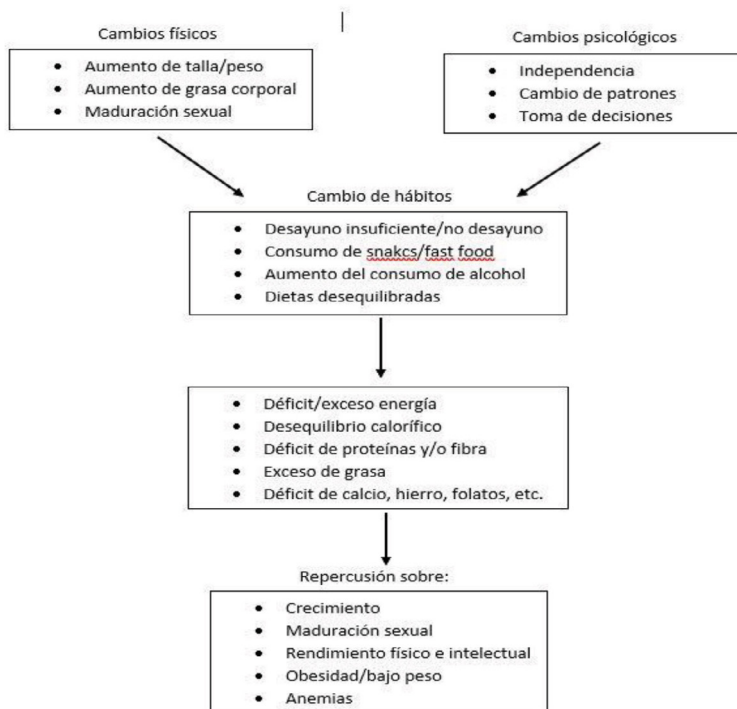 Cambios físicos
• Aumento de talla/peso
• Aumento de grasa corporal
• Maduración sexual
Cambios psicológicos
• Independencia
• Cambio de patrones
• Toma de decisiones
Cambio de hábitos
• Desayuno insuficiente/no desayuno
• Consumo de snakcs/fast food
• Aumento del consumo de alcohol
• Dietas desequilibradas
• Déficit/exceso energía
• Desequilibrio calorífico
• Déficit de proteínas y/o fibra
• Exceso de grasa
• Déficit de calcio, hierro, folatos, etc.
Repercusión sobre:
• Crecimiento
• Maduración sexual
• Rendimiento físico e intelectual
• Obesidad/bajo peso
• Anemias